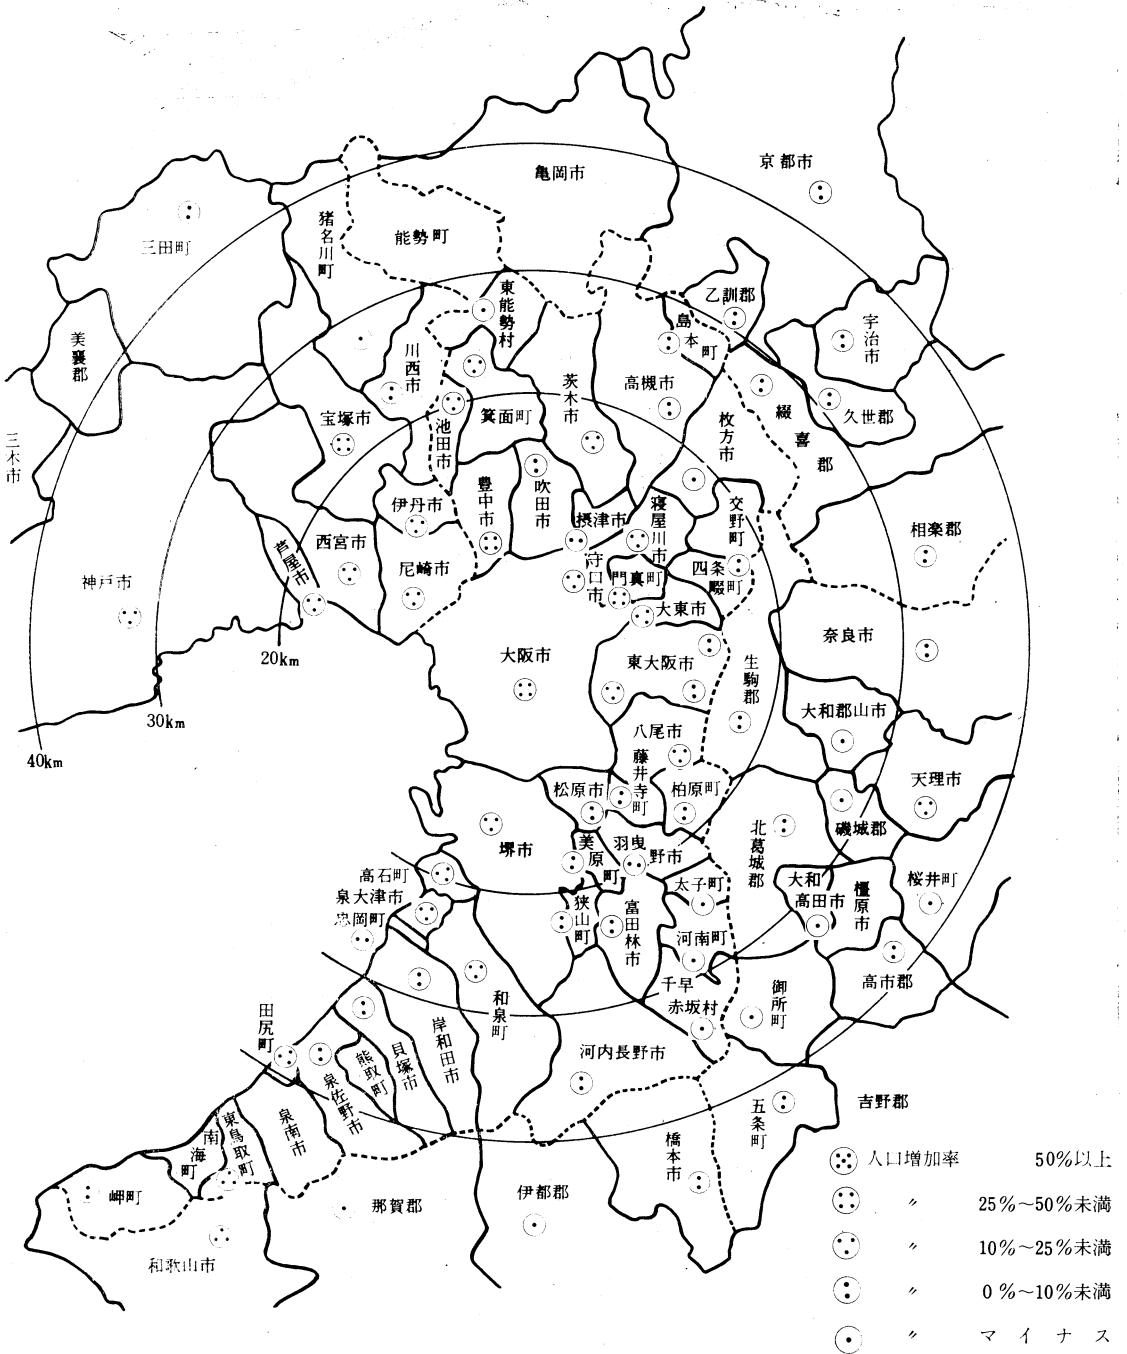 京都市
亀岡市
猪名川町
能勢町
三田町
東能勢村
乙訓郡
島本町
宇治市
美襄郡
川西市
茨木市
高槻市
綴喜郡
久世郡
宝塚市
池田市
箕面町
枚方市
三木市
豊中市
吹田市
伊丹市
摂津市
寝屋川市
交野町
相楽郡
西宮市
芦屋市
尼崎市
守口市
門真町
四条畷町
神戸市
大東市
奈良市
20km
大阪市
東大阪市
生駒郡
30km
大和郡山市
40km
八尾市
藤井寺町
天理市
松原市
柏原町
堺市
美原町
羽曳野市
北葛城郡
磯城郡
高石町
泉大津市
忠岡町
太子町
大和高田市
橿原市
桜井町
狭山町
富田林市
河南町
千早赤坂村
御所町
高市郡
田尻町
和泉町
岸和田市
貝塚市
熊取町
泉佐野市
河内長野市
泉南市
東鳥取町
南海町
岬町
五条町
吉野郡
橋本市
伊都郡
那賀郡
和歌山市
人口増加率 50%以上
〃 25%~50%未満
〃 10%~25%未満
〃 0%~10%未満
〃 マイナス